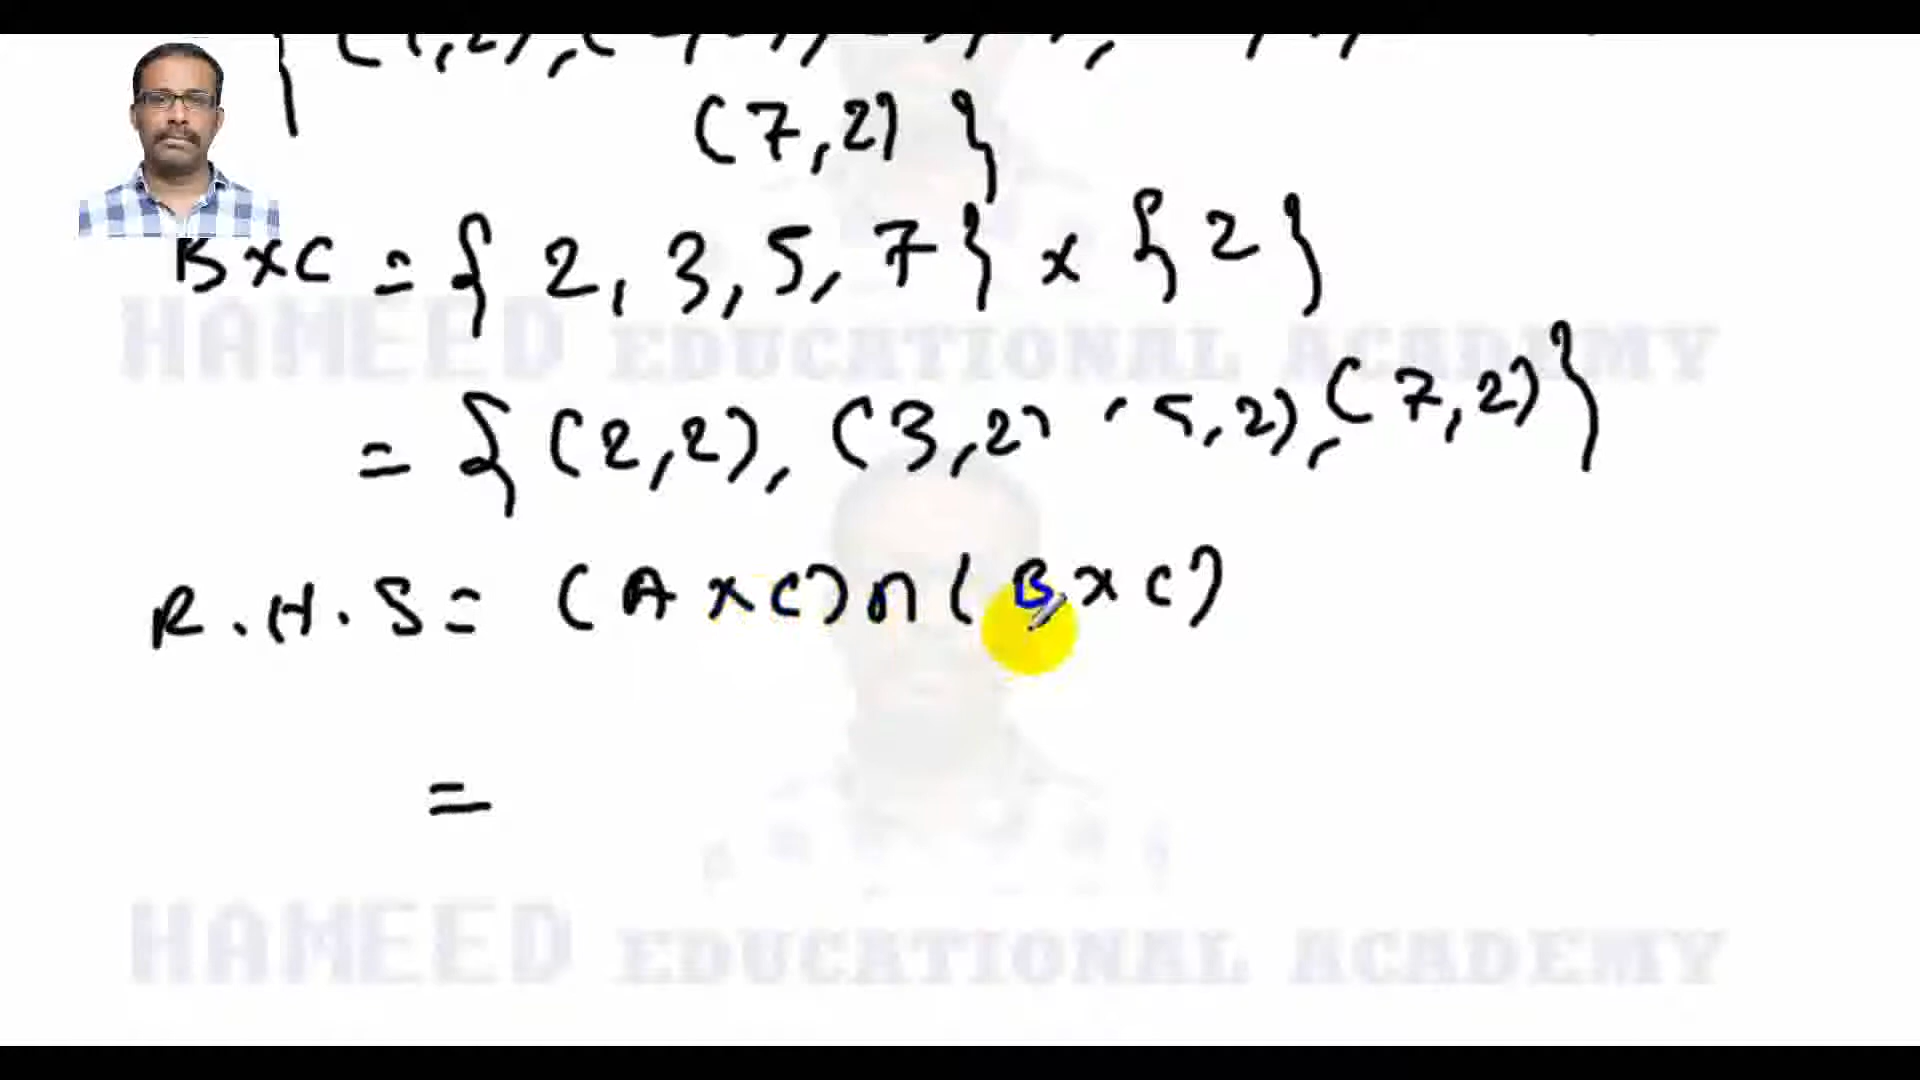 (7,2) }
B×C = { 2, 3, 5, 7 } × { 2 }
HAMEED EDUCATIONAL ACADEMY
= { (2,2), (3,2) (5,2), (7,2) }
R.H.S = (A × C) ∩ (B × C)
=
HAMEED EDUCATIONAL ACADEMY